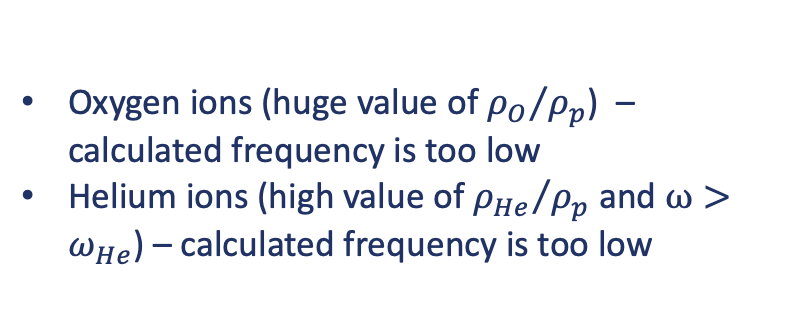 • Oxygen ions (huge value of ρ_O/ρ_p) –
calculated frequency is too low
• Helium ions (high value of ρ_He/ρ_p and ω >
ω_He) – calculated frequency is too low